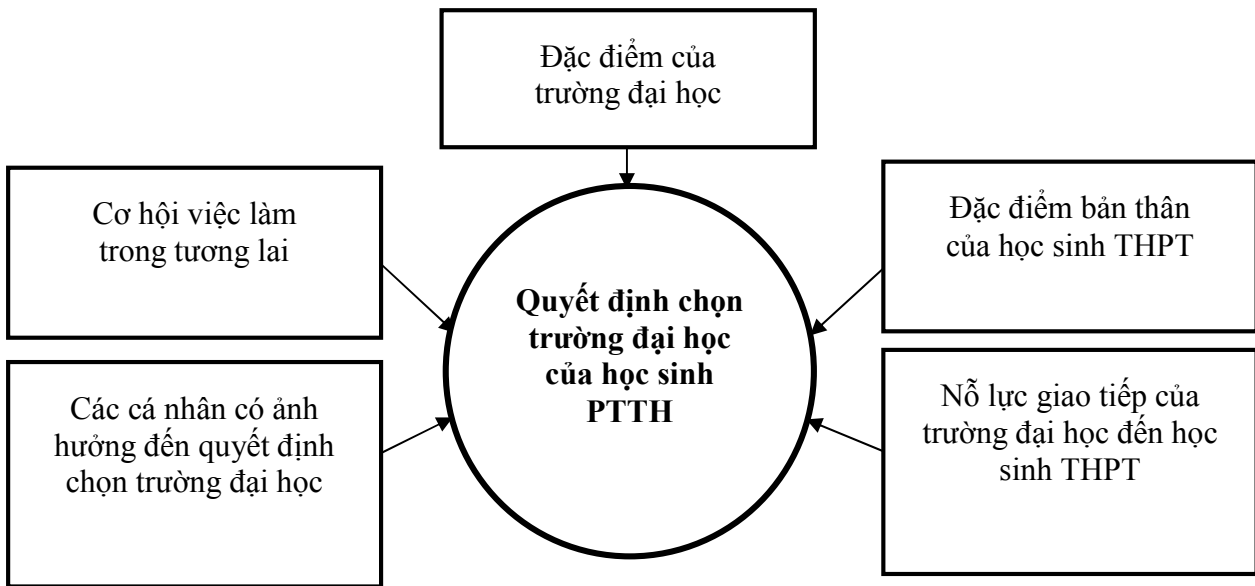 Đặc điểm của
trường đại học
Cơ hội việc làm
trong tương lai
Đặc điểm bản thân
của học sinh THPT
Quyết định chọn
trường đại học
của học sinh
PTTH
Các cá nhân có ảnh
hưởng đến quyết định
chọn trường đại học
Nỗ lực giao tiếp của
trường đại học đến học
sinh THPT